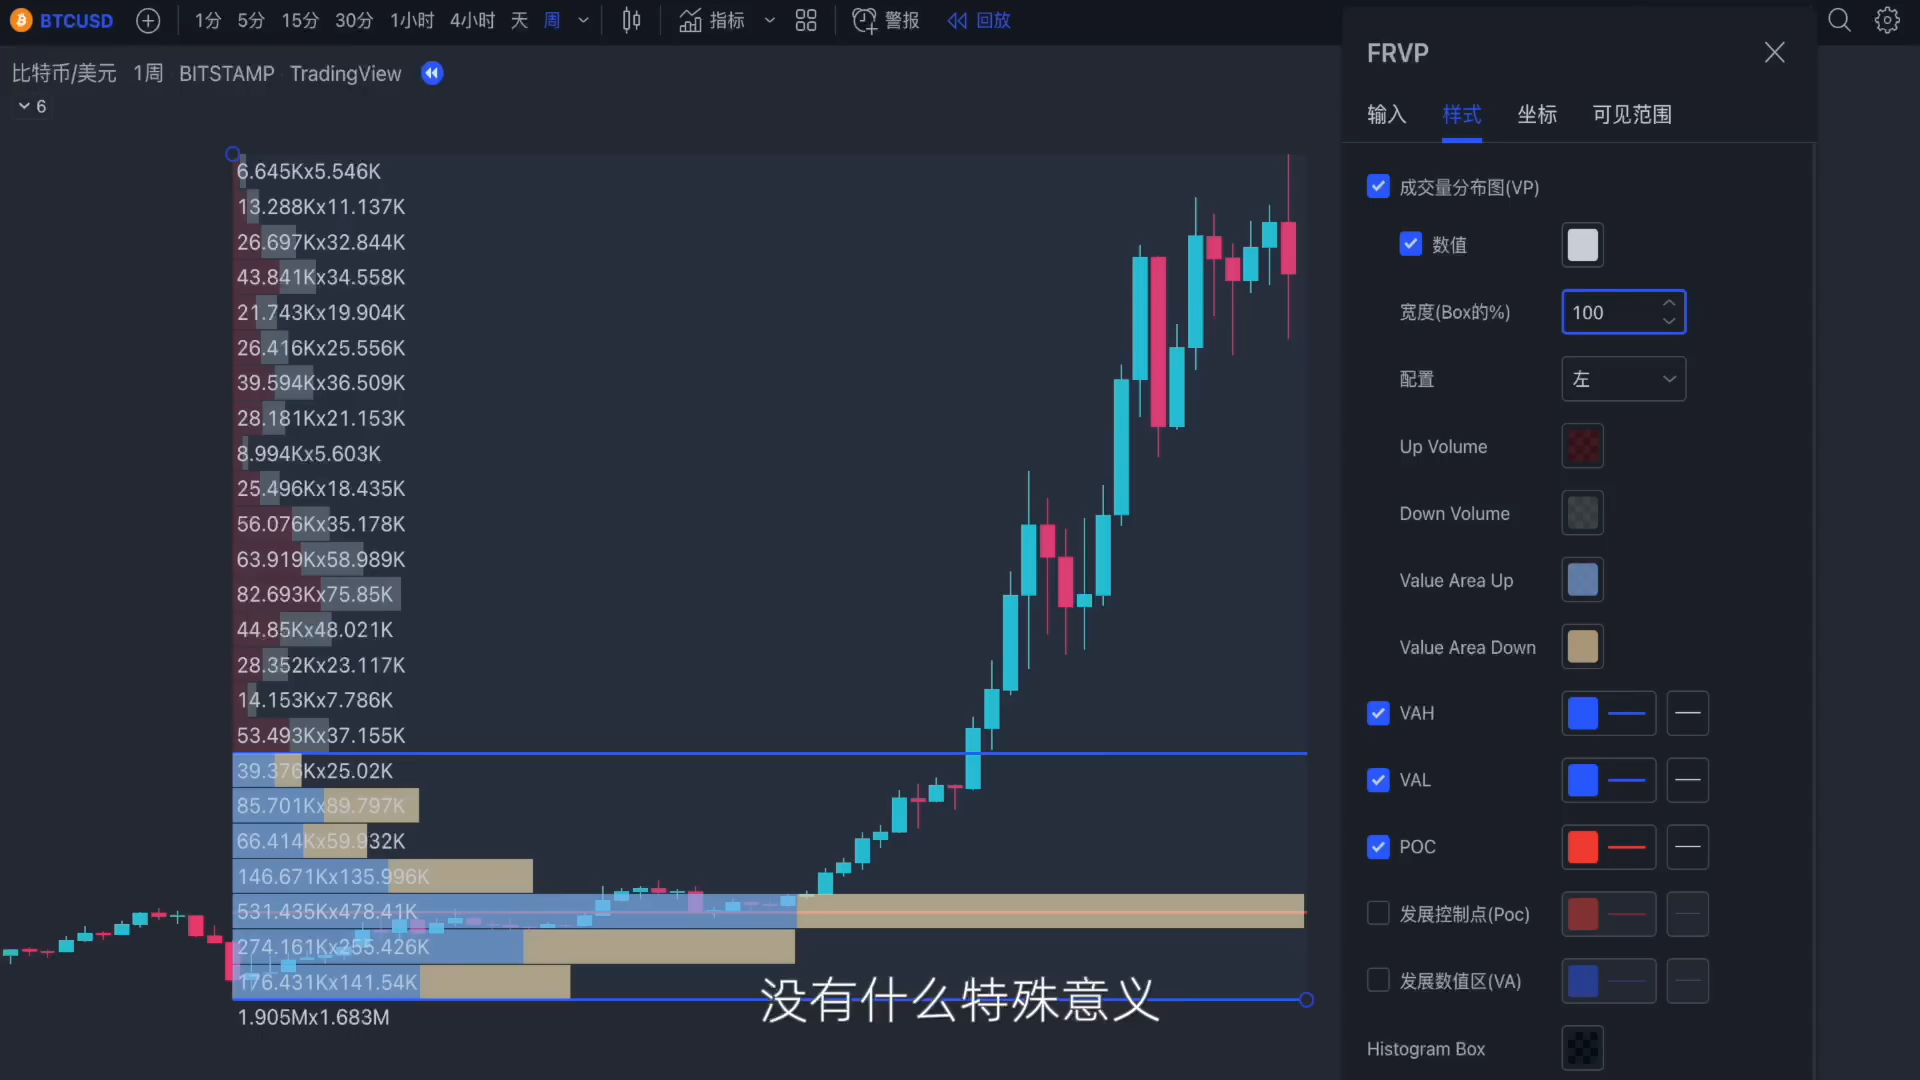 BTCUSD 1分 5分 15分 30分 1小时 4小时 天 周 指标 警报 回放
比特币/美元 1周 BITSTAMP TradingView
6
6.645Kx5.546K
13.288Kx11.137K
26.697Kx32.844K
43.841Kx34.558K
21.743Kx19.904K
26.416Kx25.556K
39.594Kx36.509K
28.181Kx21.153K
8.994Kx5.603K
25.496Kx18.435K
56.076Kx35.178K
63.919Kx58.989K
82.693Kx75.85K
44.85Kx48.021K
28.352Kx23.117K
14.153Kx7.786K
53.493Kx37.155K
39.376Kx25.02K
85.701Kx89.797K
66.414Kx59.932K
146.671Kx135.996K
531.435Kx478.41K
274.161Kx255.426K
176.431Kx141.54K
1.905Mx1.683M
没有什么特殊意义
FRVP
输入 样式 坐标 可见范围
成交量分布图(VP)
数值
宽度(Box的%) 100
配置 左
Up Volume
Down Volume
Value Area Up
Value Area Down
VAH
VAL
POC
发展控制点(Poc)
发展数值区(VA)
Histogram Box